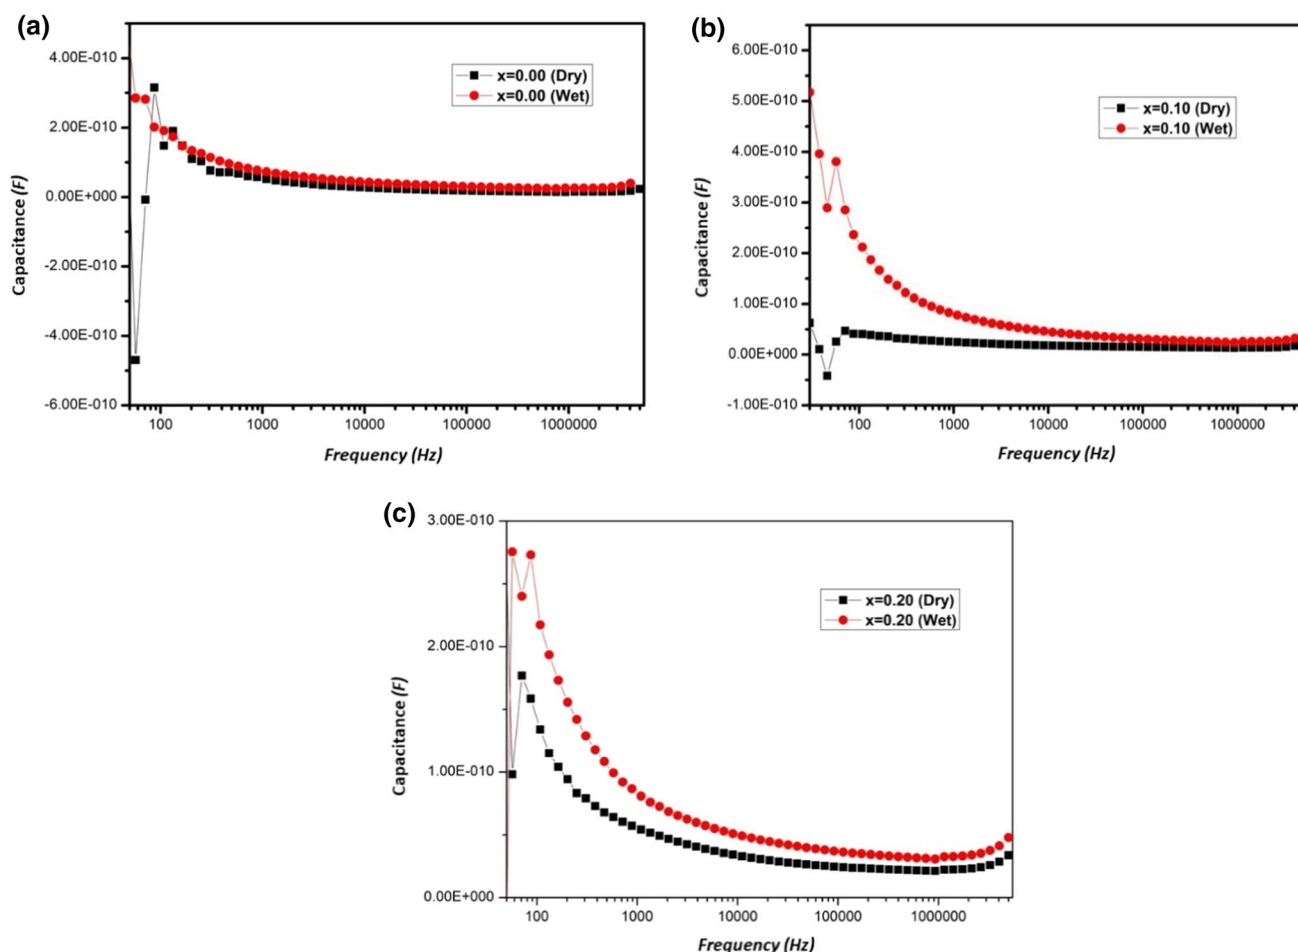 (a)
4.00E-010
2.00E-010
0.00E+000
-2.00E-010
-4.00E-010
-6.00E-010
Capacitance (F)
x=0.00 (Dry)
x=0.00 (Wet)
100 1000 10000 100000 1000000
Frequency (Hz)
(b)
6.00E-010
5.00E-010
4.00E-010
3.00E-010
2.00E-010
1.00E-010
0.00E+000
-1.00E-010
Capacitance (F)
x=0.10 (Dry)
x=0.10 (Wet)
100 1000 10000 100000 1000000
Frequency (Hz)
(c)
3.00E-010
2.00E-010
1.00E-010
0.00E+000
Capacitance (F)
x=0.20 (Dry)
x=0.20 (Wet)
100 1000 10000 100000 1000000
Frequency (Hz)